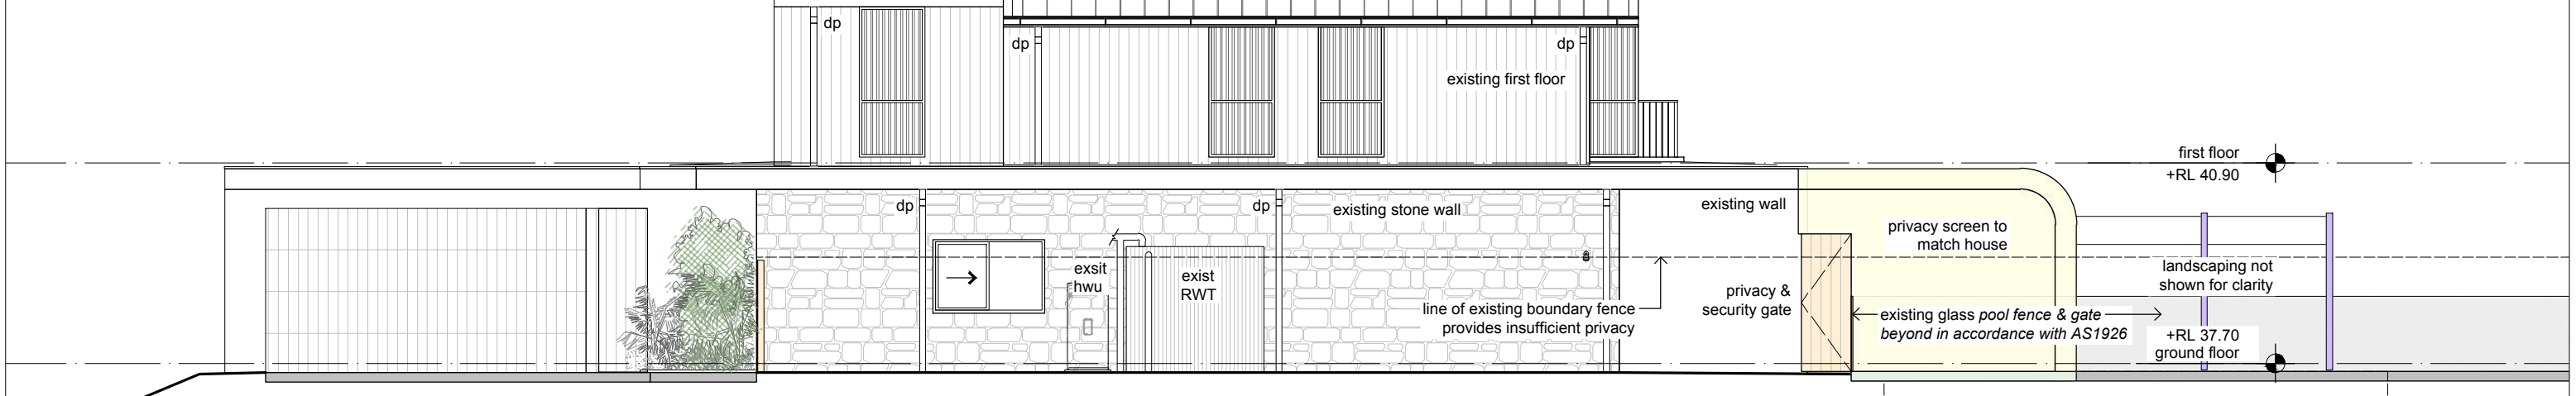 dp
dp
dp
existing first floor
first floor
+RL 40.90
dp
dp
existing stone wall
existing wall
privacy screen to
match house
exsit
hwu
exist
RWT
landscaping not
shown for clarity
privacy &
security gate
line of existing boundary fence
provides insufficient privacy
existing glass pool fence & gate
beyond in accordance with AS1926
+RL 37.70
ground floor